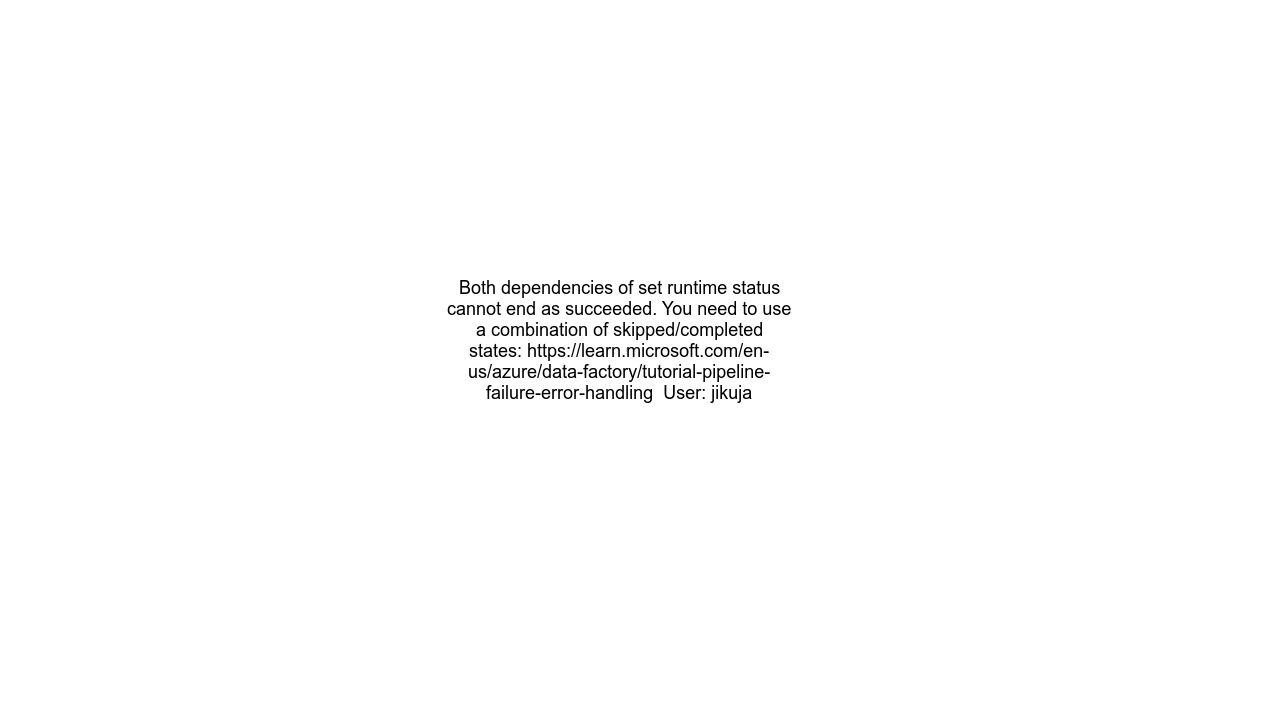 Both dependencies of set runtime status
cannot end as succeeded. You need to use
a combination of skipped/completed
states: https://learn.microsoft.com/en-
us/azure/data-factory/tutorial-pipeline-
failure-error-handling  User: jikuja